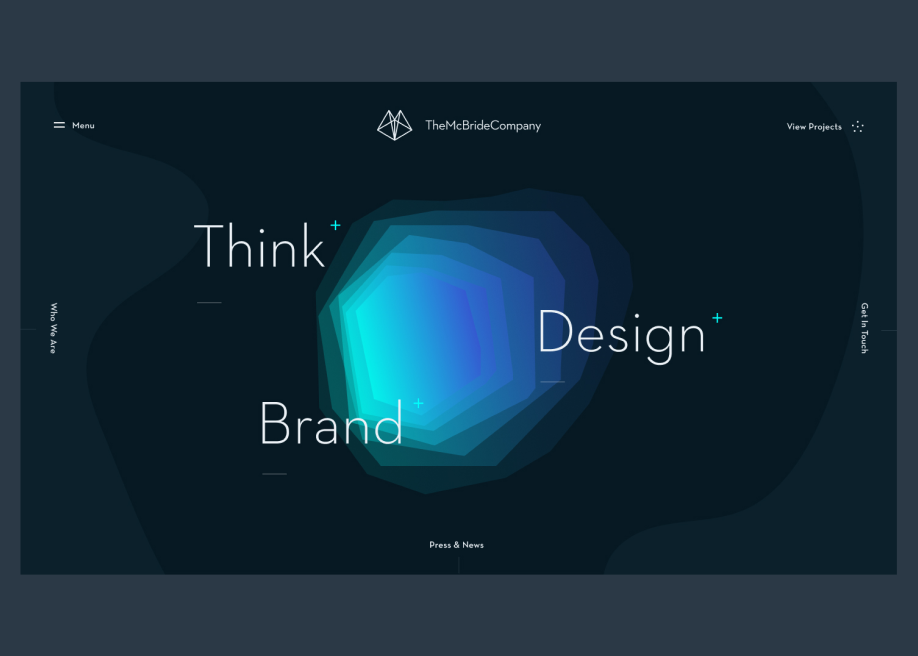 Menu
TheMcBrideCompany
View Projects
Think+
Who We Are
Design+
Get In Touch
Brand+
Press & News